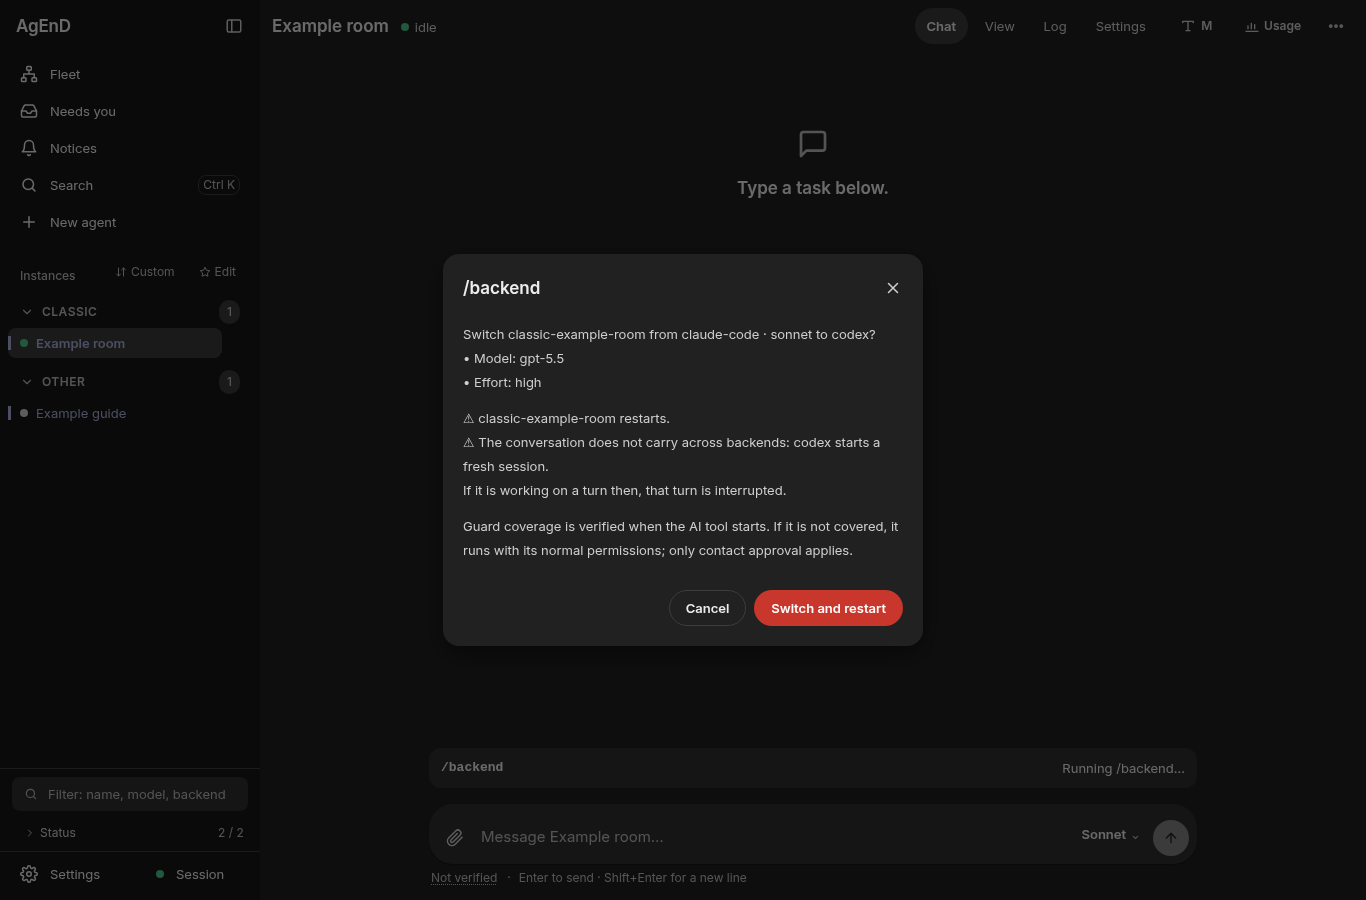 AgEnD
Fleet
Needs you
Notices
Search
Ctrl K
New agent
Instances
Custom
Edit
CLASSIC
1
Example room
OTHER
1
Example guide
Filter: name, model, backend
Status
2 / 2
Settings
Session
Example room
idle
Chat
View
Log
Settings
M
Usage
Type a task below.
/backend
Switch classic-example-room from claude-code · sonnet to codex?
• Model: gpt-5.5
• Effort: high
⚠ classic-example-room restarts.
⚠ The conversation does not carry across backends: codex starts a
fresh session.
If it is working on a turn then, that turn is interrupted.
Guard coverage is verified when the AI tool starts. If it is not covered, it
runs with its normal permissions; only contact approval applies.
Cancel
Switch and restart
/backend
Running /backend…
Message Example room…
Sonnet
Not verified · Enter to send · Shift+Enter for a new line